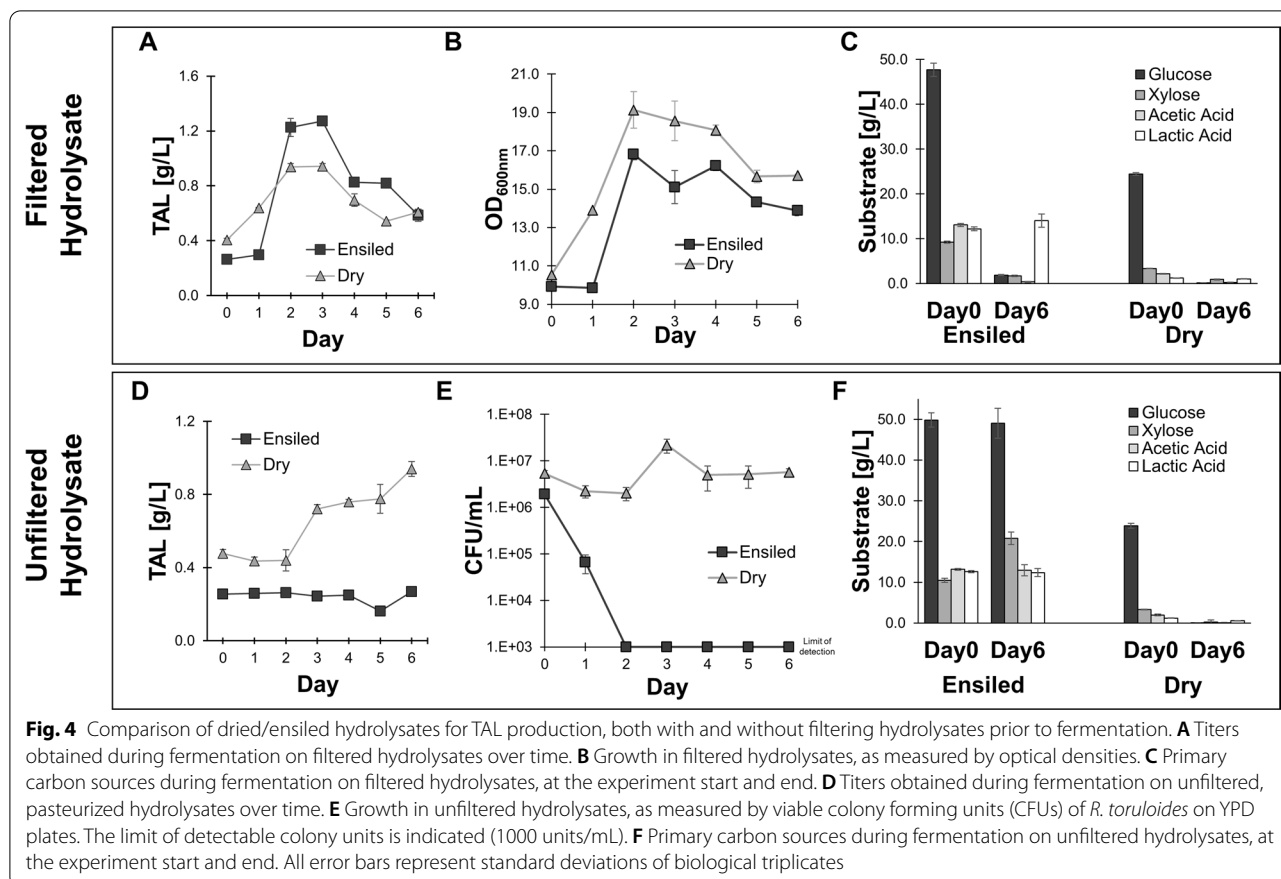 Filtered
Hydrolysate
A
TAL [g/L]
1.6
1.2
0.8
0.4
0.0
Ensiled
Dry
0 1 2 3 4 5 6
Day
B
OD600nm
21.0
19.0
17.0
15.0
13.0
11.0
9.0
Ensiled
Dry
0 1 2 3 4 5 6
Day
C
Substrate [g/L]
50.0
40.0
30.0
20.0
10.0
0.0
Glucose
Xylose
Acetic Acid
Lactic Acid
Day0 Day6 Day0 Day6
Ensiled Dry
Unfiltered
Hydrolysate
D
TAL [g/L]
1.2
0.8
0.4
0.0
Ensiled
Dry
0 1 2 3 4 5 6
Day
E
CFU/mL
1.E+08
1.E+07
1.E+06
1.E+05
1.E+04
1.E+03
Ensiled
Dry
Limit of
detection
0 1 2 3 4 5 6
Day
F
Substrate [g/L]
50.0
40.0
30.0
20.0
10.0
0.0
Glucose
Xylose
Acetic Acid
Lactic Acid
Day0 Day6 Day0 Day6
Ensiled Dry
Fig. 4 Comparison of dried/ensiled hydrolysates for TAL production, both with and without filtering hydrolysates prior to fermentation. A Titers
obtained during fermentation on filtered hydrolysates over time. B Growth in filtered hydrolysates, as measured by optical densities. C Primary
carbon sources during fermentation on filtered hydrolysates, at the experiment start and end. D Titers obtained during fermentation on unfiltered,
pasteurized hydrolysates over time. E Growth in unfiltered hydrolysates, as measured by viable colony forming units (CFUs) of R. toruloides on YPD
plates. The limit of detectable colony units is indicated (1000 units/mL). F Primary carbon sources during fermentation on unfiltered hydrolysates, at
the experiment start and end. All error bars represent standard deviations of biological triplicates